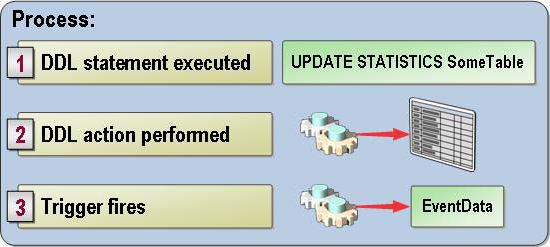 Process:
1 DDL statement executed
UPDATE STATISTICS SomeTable
2 DDL action performed
3 Trigger fires
EventData